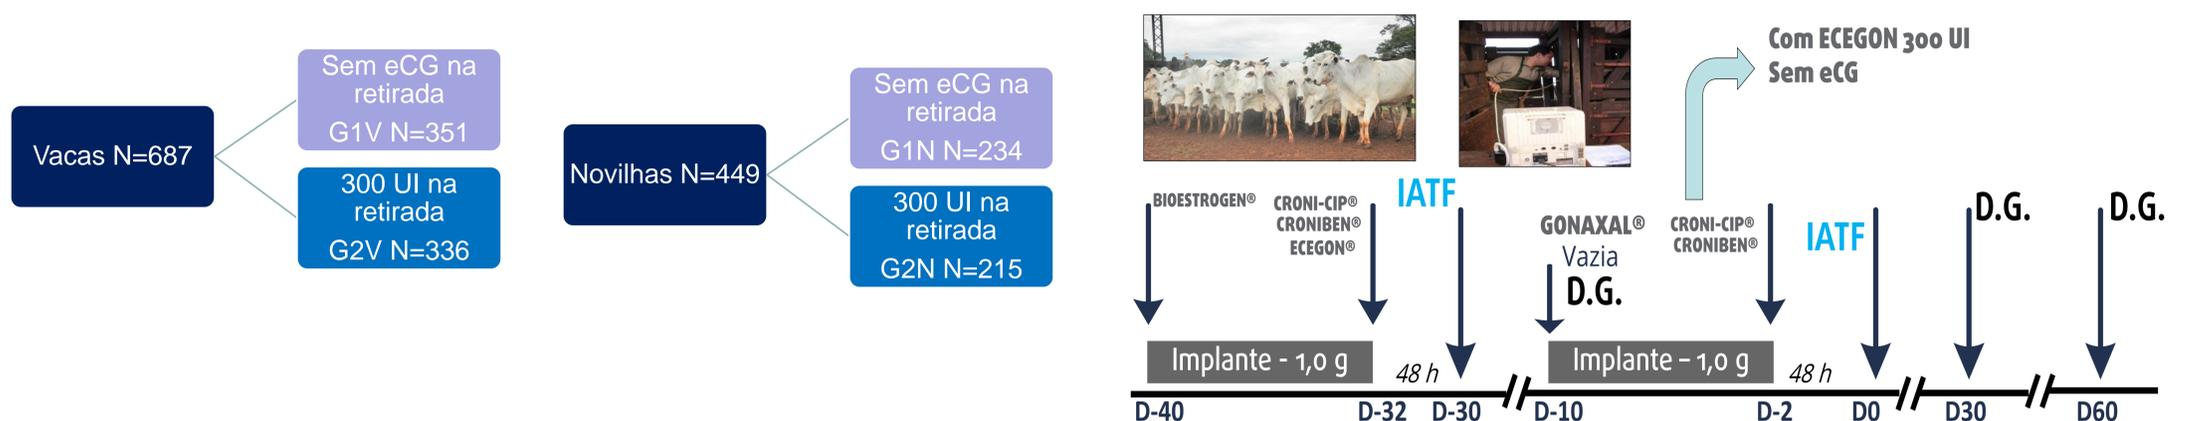 Vacas N=687
Sem eCG na
retirada
G1V N=351
300 UI na
retirada
G2V N=336
Novilhas N=449
Sem eCG na
retirada
G1N N=234
300 UI na
retirada
G2N N=215
Com ECEGON 300 UI
Sem eCG
BIOESTROGEN®
CRONI-CIP®
CRONIBEN®
ECEGON®
IATF
GONAXAL®
Vazia
D.G.
CRONI-CIP®
CRONIBEN®
IATF
D.G.
D.G.
Implante - 1,0 g
48 h
Implante – 1,0 g
48 h
D-40
D-32
D-30
D-10
D-2
D0
D30
D60